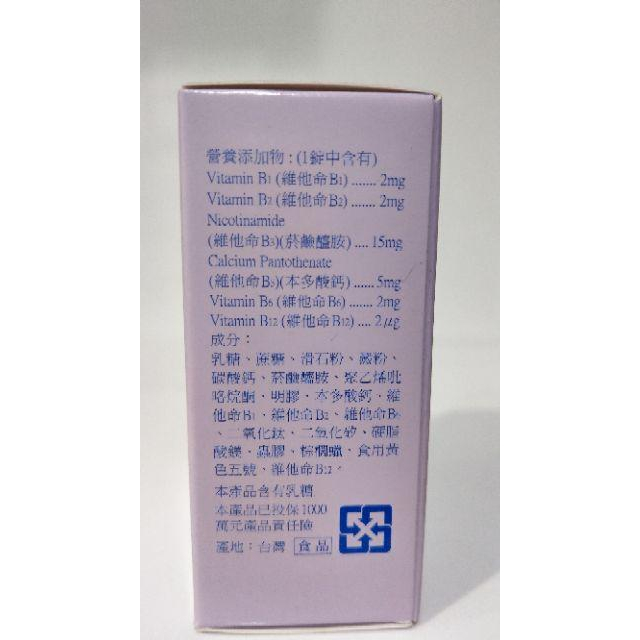 營養添加物：(1錠中含有)
Vitamin B1 (維他命B1) ....... 2mg
Vitamin B2 (維他命B2) ....... 2mg
Nicotinamide
(維他命B3)(菸鹼醯胺) .... 15mg
Calcium Pantothenate
(維他命B5)(本多酸鈣) ...... 5mg
Vitamin B6 (維他命B6) ....... 2mg
Vitamin B12 (維他命B12) .... 2μg
成分：
乳糖、蔗糖、滑石粉、澱粉、
碳酸鈣、菸鹼醯胺、聚乙烯吡
咯烷酮、明膠、本多酸鈣、維
他命B1、維他命B2、維他命B6
、二氧化鈦、二氧化矽、硬脂
酸鎂、蟲膠、棕櫚蠟、食用黃
色五號、維他命B12。
本產品含有乳糖
本產品已投保1000
萬元產品責任險
產地：台灣 食品